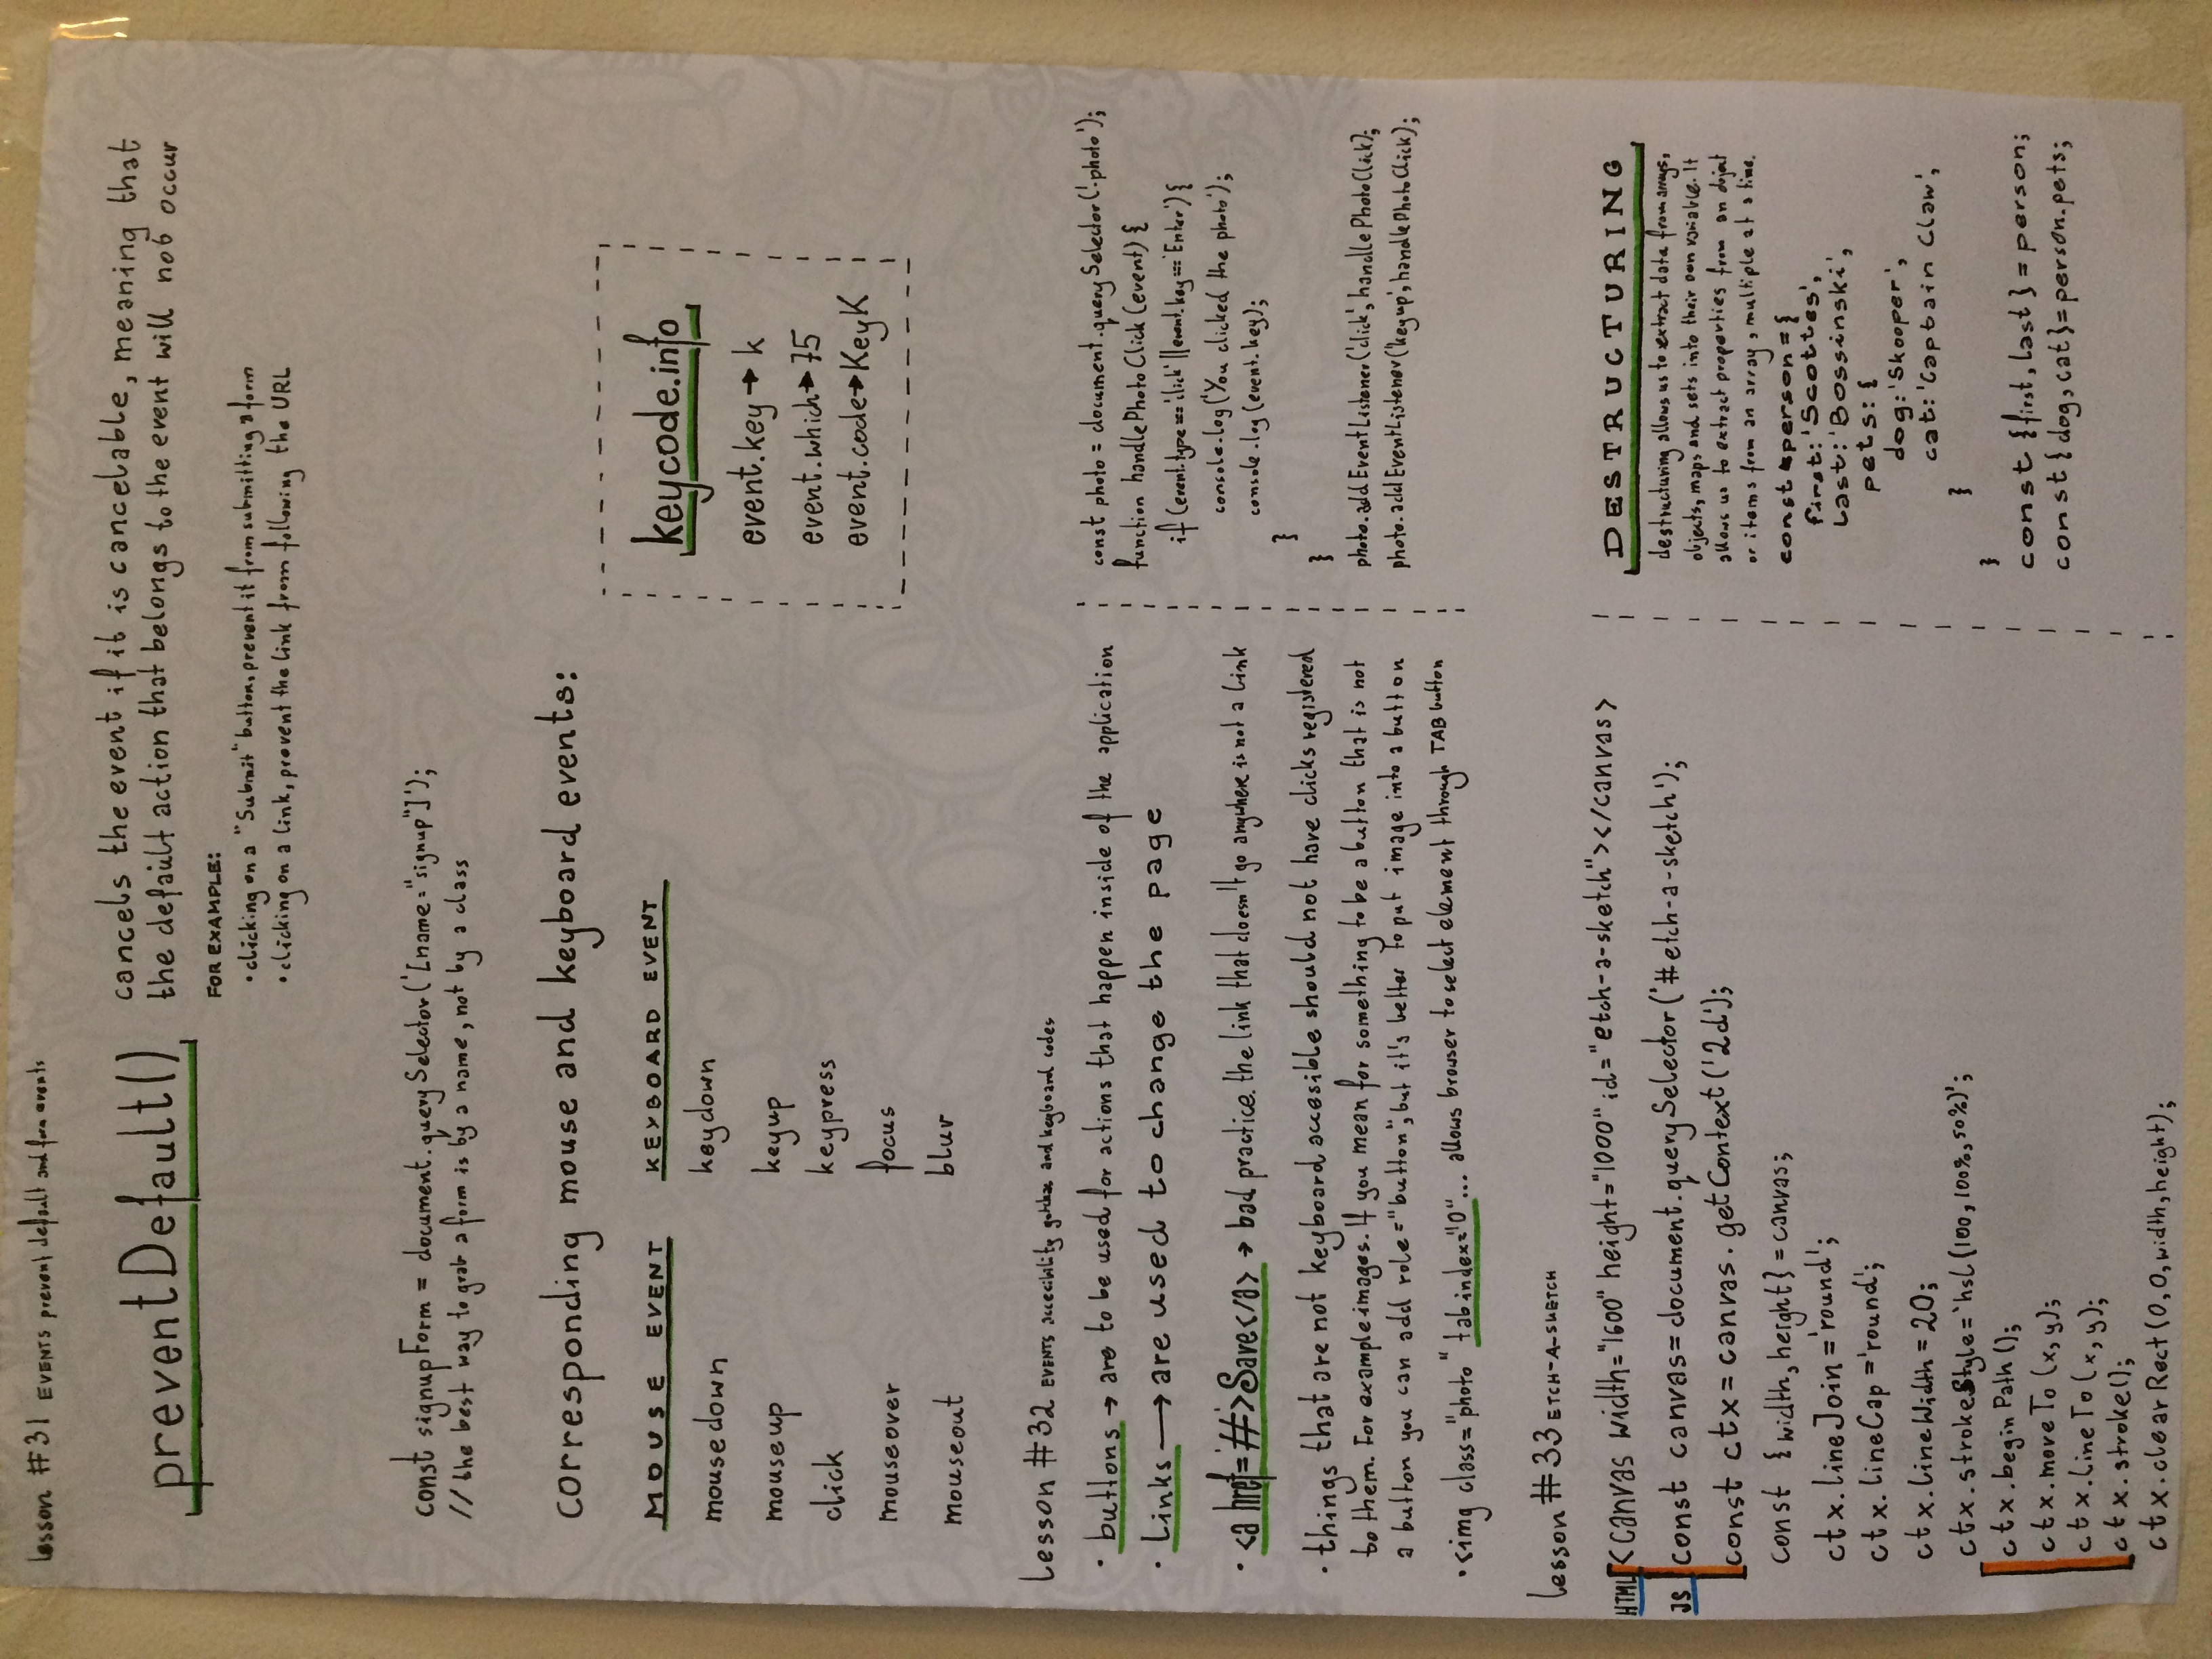 lesson #31 EVENTS prevent default and form events
preventDefault()
cancels the event if it is cancelable, meaning that
the default action that belongs to the event will not occur
FOR EXAMPLE:
• clicking on a "Submit" button, prevent it from submitting a form
• clicking on a link, prevent the link from following the URL
const signupForm = document.querySelector('[name="signup"]');
// the best way to grab a form is by a name, not by a class
corresponding mouse and keyboard events:
MOUSE EVENT KEYBOARD EVENT
mousedown keydown
mouseup keyup
click keypress
mouseover focus
mouseout blur
keycode.info
event.key → k
event.which → 75
event.code → KeyK
Lesson #32 EVENTS accecibility gotchas and keyboard codes
• buttons → are to be used for actions that happen inside of the application
• Links → are used to change the page
• <a href='#'>Save</a> → bad practice. the link that doesn't go anywhere is not a link
• things that are not keyboard accesible should not have clicks registered
to them. For example images. If you mean for something to be a button that is not
a button you can add role="button", but it's better to put image into a button
• <img class="photo" tabindex="0"... allows browser to select element through TAB button
const photo = document.querySelector('.photo');
function handlePhotoClick (event) {
if (event.type === 'click' || event.key === 'Enter') {
console.log('You clicked the photo');
console.log(event.key);
}
}
photo.addEventListener('click', handlePhotoClick);
photo.addEventListener('keyup', handlePhotoClick);
Lesson #33 ETCH-A-SKETCH
HTML <canvas width="1600" height="1000" id="etch-a-sketch"></canvas>
JS const canvas = document.querySelector('#etch-a-sketch');
const ctx = canvas.getContext('2d');
const {width, height} = canvas;
ctx.lineJoin = 'round';
ctx.lineCap = 'round';
ctx.lineWidth = 20;
ctx.strokeStyle = 'hsl(100, 100%, 50%)';
ctx.beginPath();
ctx.moveTo(x, y);
ctx.lineTo(x, y);
ctx.stroke();
ctx.clearRect(0, 0, width, height);
DESTRUCTURING
destructuring allows us to extract data from arrays,
objects, maps and sets into their own variable. It
allows us to extract properties from an object
or items from an array, multiple at a time.
const person = {
first: 'Scottes',
last: 'Bossinski',
pets: {
dog: 'Skooper',
cat: 'Captain Claw',
}
}
const {first, last} = person;
const {dog, cat} = person.pets;